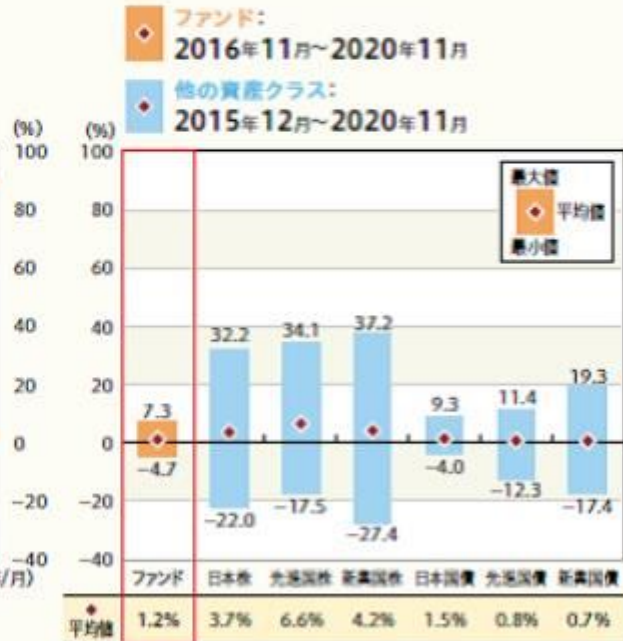 ファンド:
2016年11月～2020年11月
他の資産クラス:
2015年12月～2020年11月
(%) (%)
100 100
最大値
平均値
最小値
80 80
60 60
40 40
32.2 34.1 37.2
20 20
7.3 9.3 11.4 19.3
0 0
-4.7 -4.0 -12.3 -17.4
-20 -20
-22.0 -17.5 -27.4
-40 -40
/月) ファンド 日本株 先進国株 新興国株 日本国債 先進国債 新興国債
平均値 1.2% 3.7% 6.6% 4.2% 1.5% 0.8% 0.7%